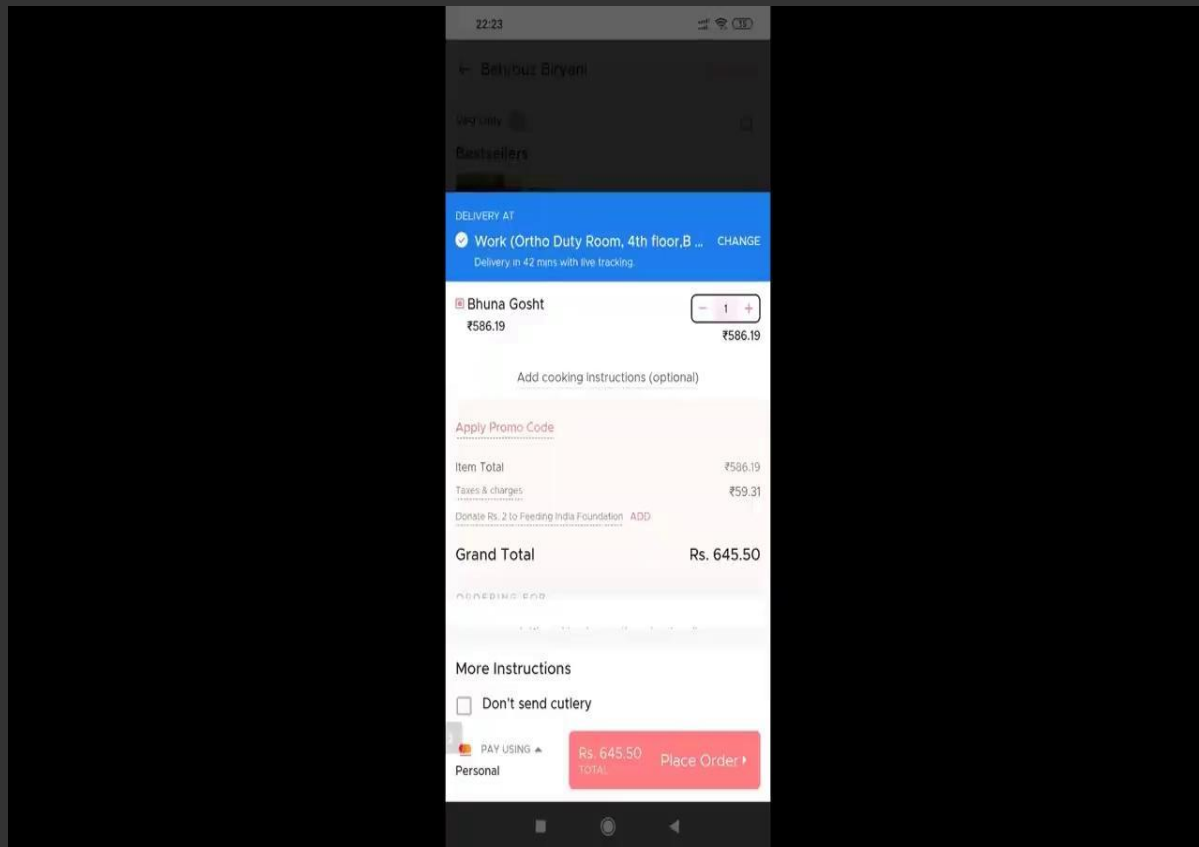 22:23
Behrouz Biryani
Bestsellers
DELIVERY AT
Work (Ortho Duty Room, 4th floor,B ... CHANGE
Delivery in 42 mins with live tracking.
Bhuna Gosht
1
₹586.19
₹586.19
Add cooking instructions (optional)
Apply Promo Code
Item Total ₹586.19
Taxes & charges ₹59.31
Donate Rs. 2 to Feeding India Foundation ADD
Grand Total Rs. 645.50
ORDERING FOR
More Instructions
Don't send cutlery
PAY USING
Personal
Rs. 645.50
TOTAL
Place Order